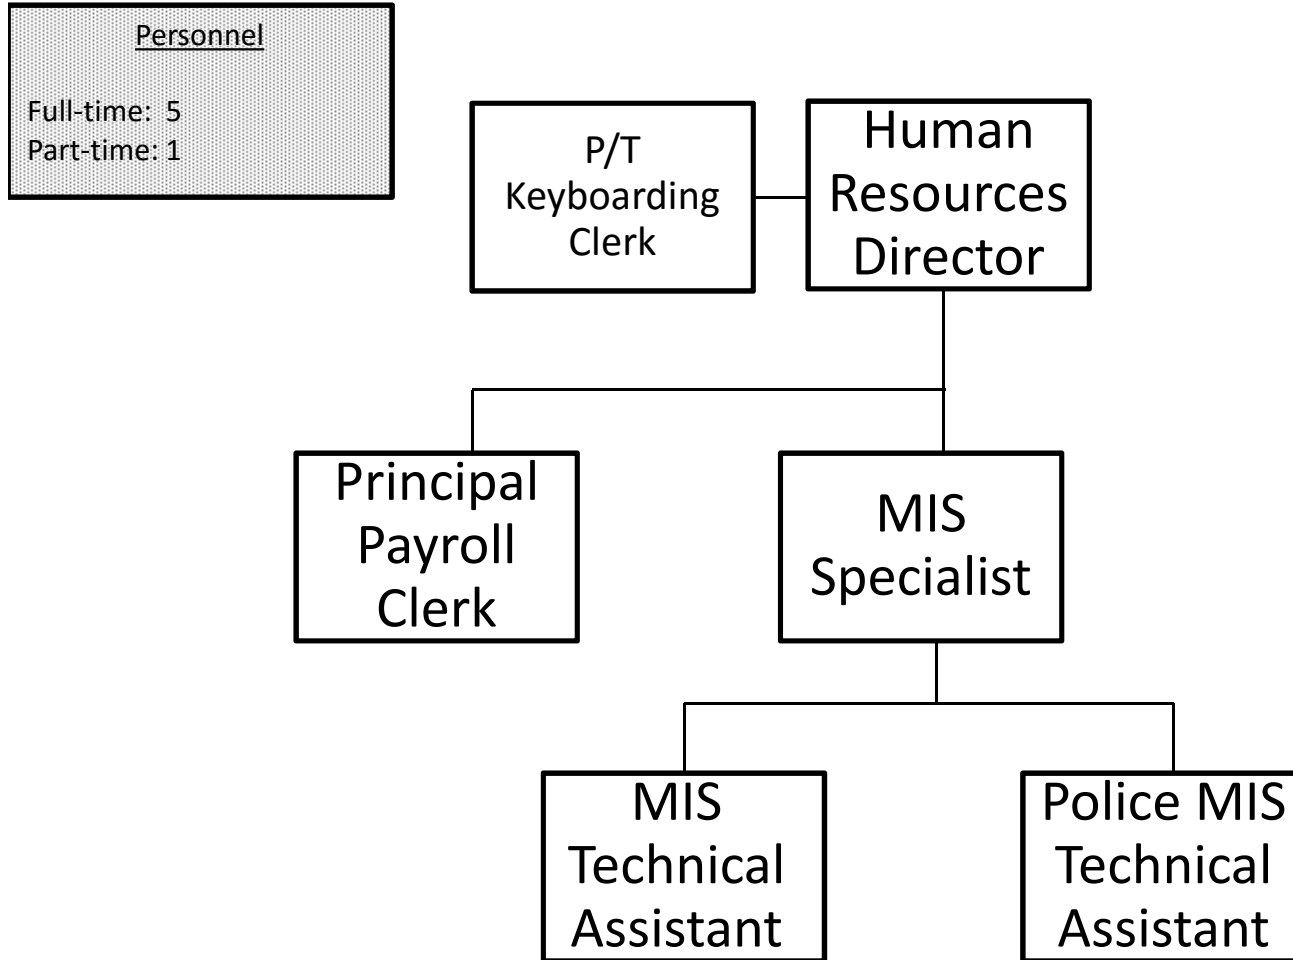 Personnel
Full-time: 5
Part-time: 1
P/T
Keyboarding
Clerk
Human
Resources
Director
Principal
Payroll
Clerk
MIS
Specialist
MIS
Technical
Assistant
Police MIS
Technical
Assistant